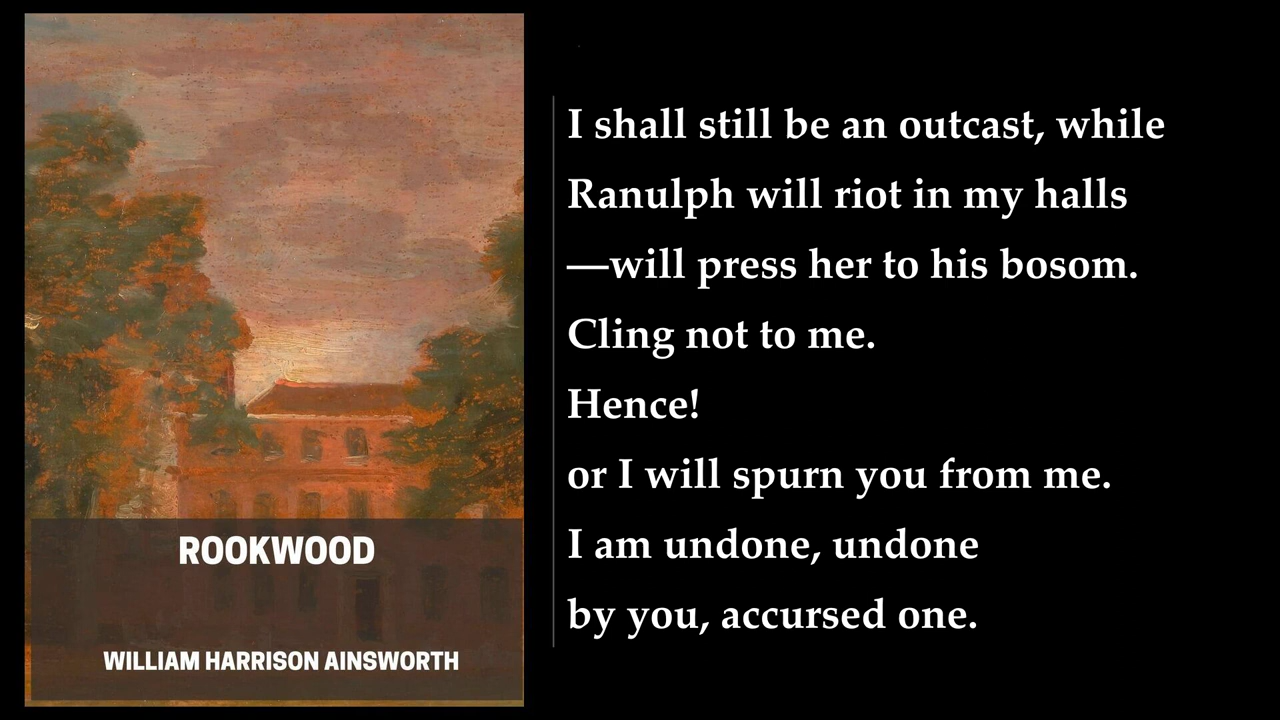 ROOKWOOD
WILLIAM HARRISON AINSWORTH
I shall still be an outcast, while
Ranulph will riot in my halls
—will press her to his bosom.
Cling not to me.
Hence!
or I will spurn you from me.
I am undone, undone
by you, accursed one.